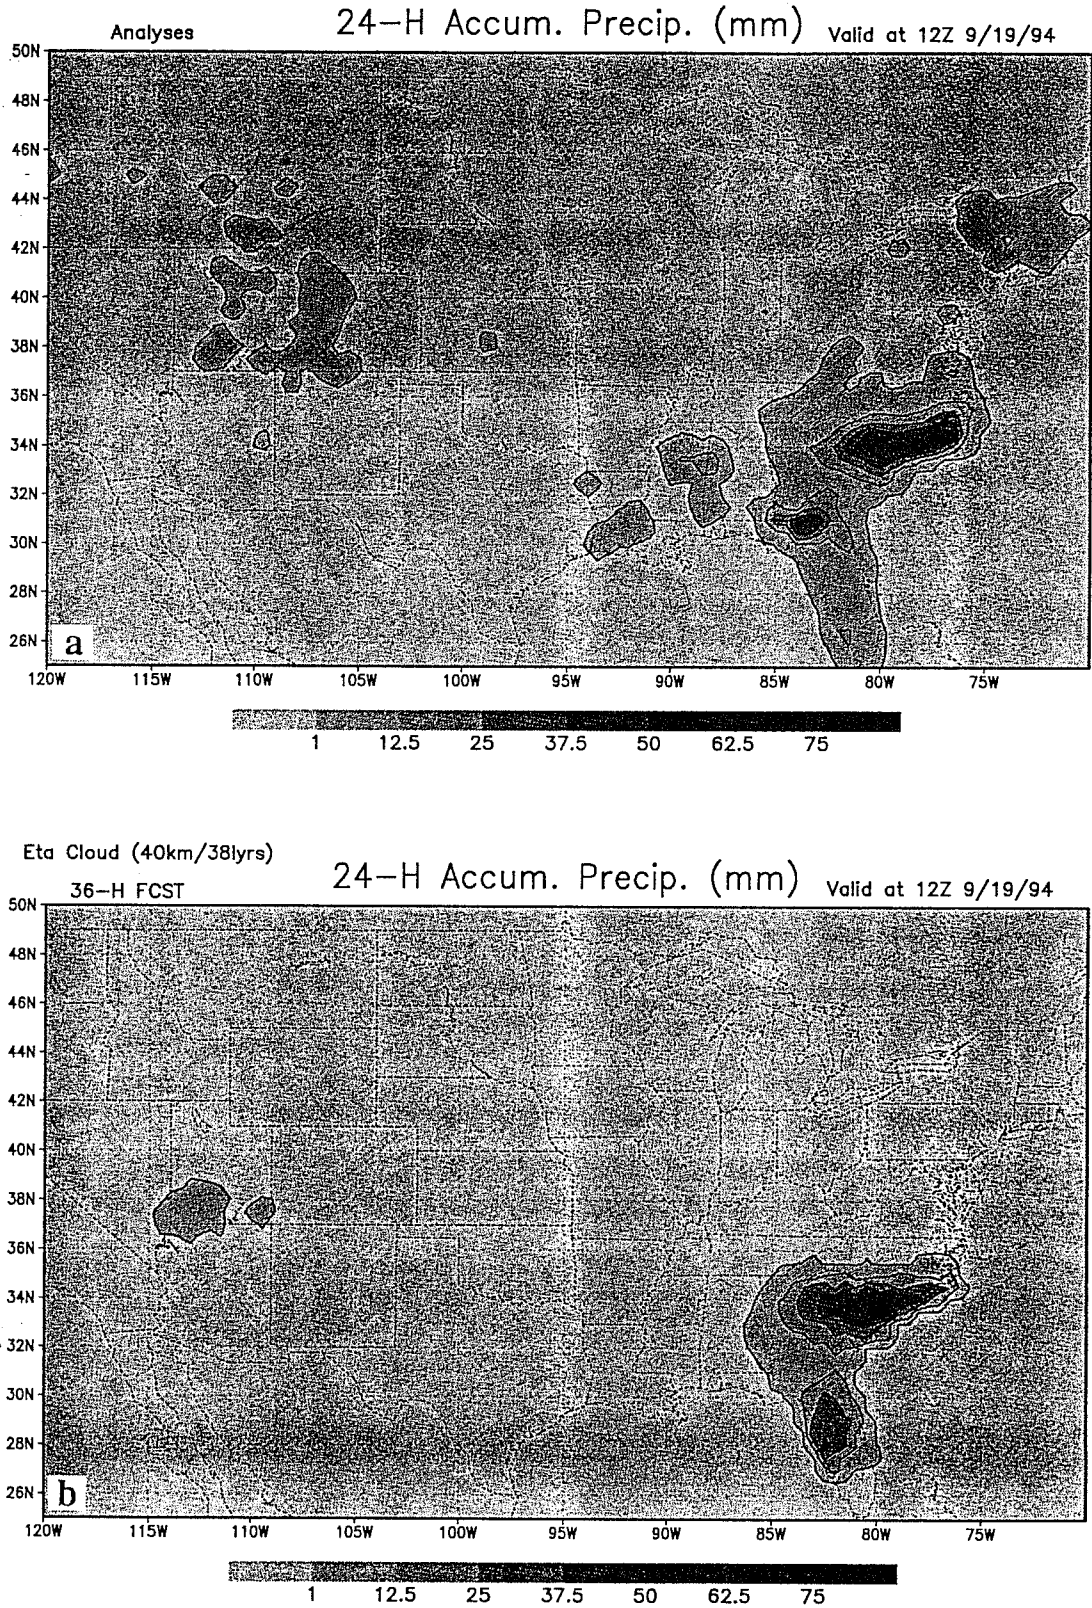 Analyses
24-H Accum. Precip. (mm)
Valid at 12Z 9/19/94
50N
48N
46N
44N
42N
40N
38N
36N
34N
32N
30N
28N
26N
a
120W 115W 110W 105W 100W 95W 90W 85W 80W 75W
1 12.5 25 37.5 50 62.5 75
Eta Cloud (40km/38lyrs)
36-H FCST
24-H Accum. Precip. (mm)
Valid at 12Z 9/19/94
50N
48N
46N
44N
42N
40N
38N
36N
34N
32N
30N
28N
26N
b
120W 115W 110W 105W 100W 95W 90W 85W 80W 75W
1 12.5 25 37.5 50 62.5 75